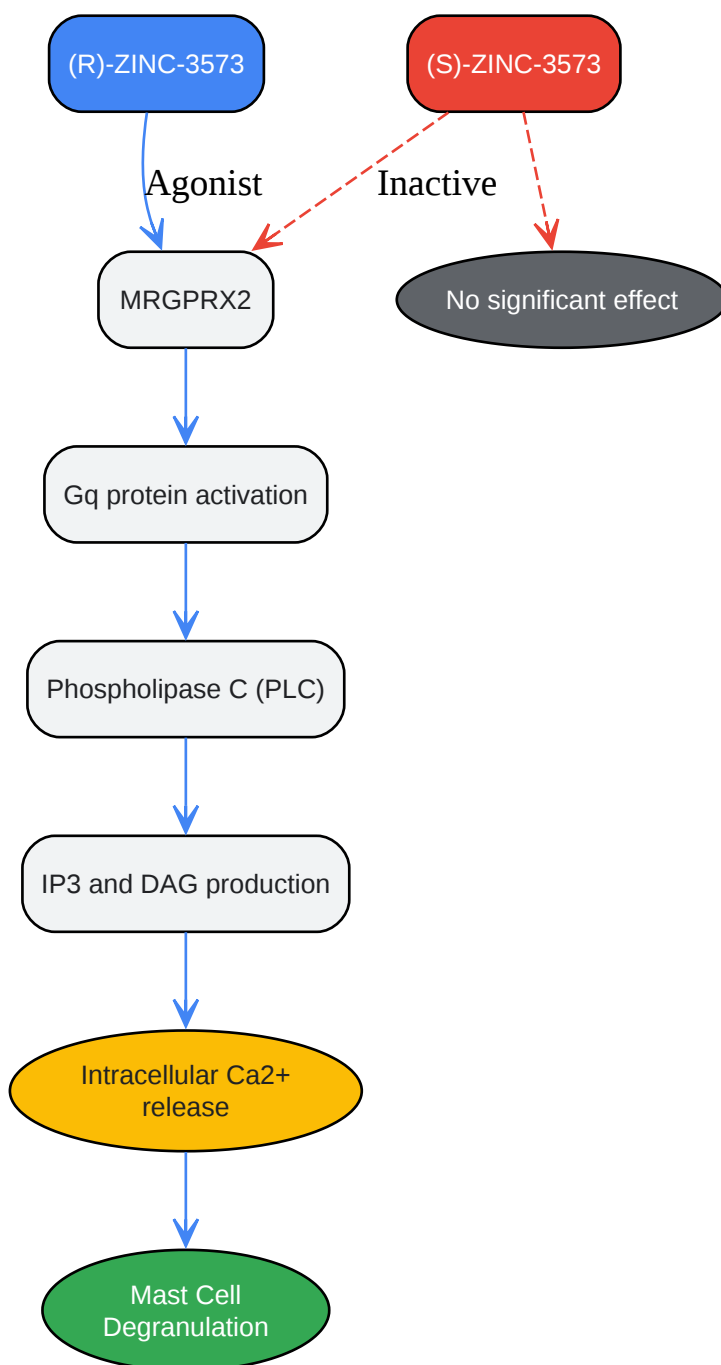 (R)-ZINC-3573
(S)-ZINC-3573
Agonist
Inactive
MRGPRX2
No significant effect
Gq protein activation
Phospholipase C (PLC)
IP3 and DAG production
Intracellular Ca2+
release
Mast Cell
Degranulation